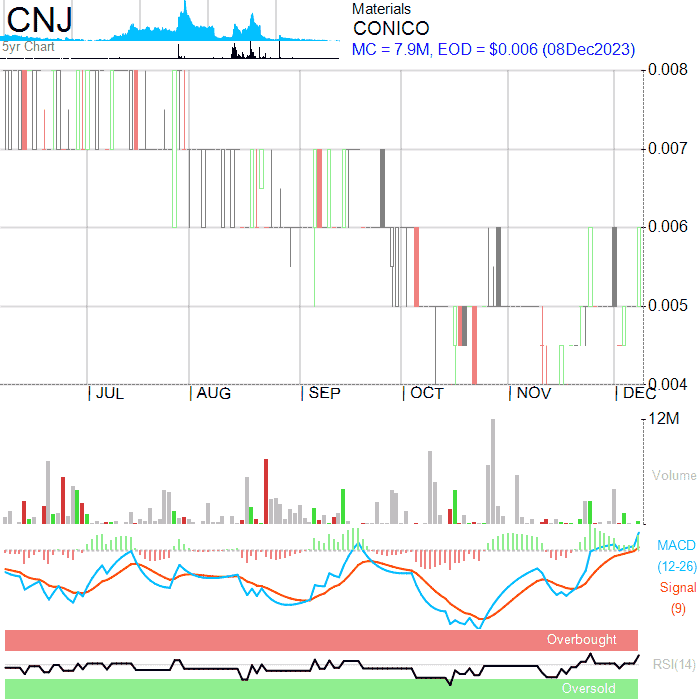 CNJ
5yr Chart
Materials
CONICO
MC = 7.9M, EOD = $0.006 (08Dec2023)
0.008
0.007
0.006
0.005
0.004
JUL AUG SEP OCT NOV DEC
12M
Volume
MACD
(12-26)
Signal
(9)
Overbought
RSI(14)
Oversold